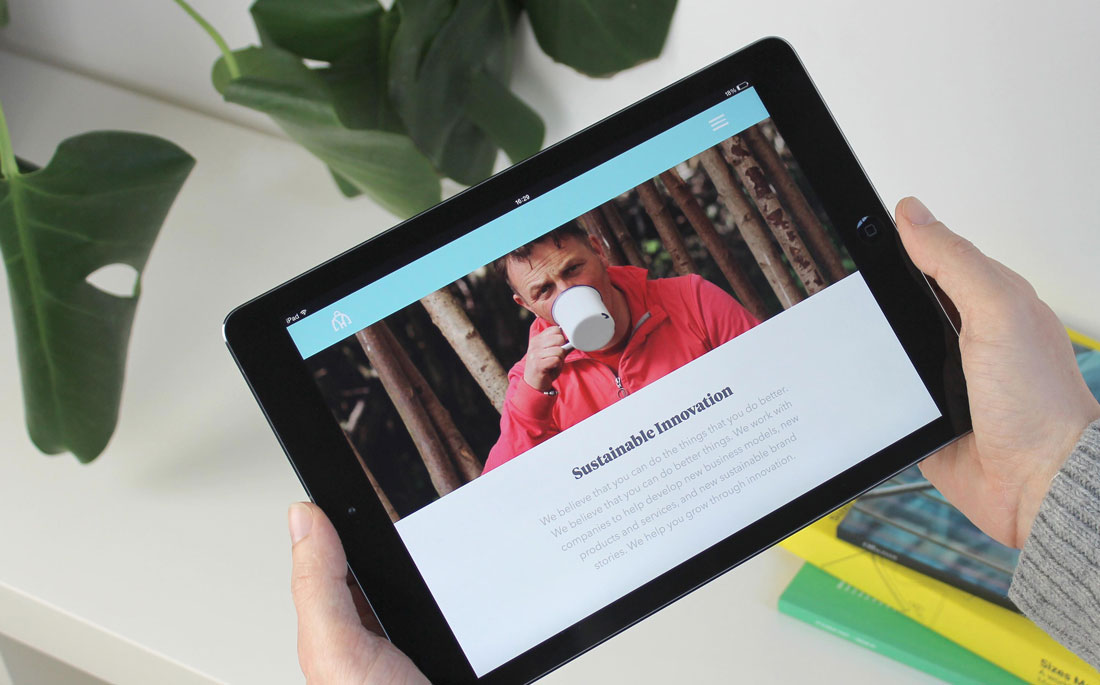 iPad
16:29
18%
Sustainable Innovation
We believe that you can do the things that you do better.
We believe that you can do better things. We work with
companies to help develop new business models, new
products and services, and new sustainable brand
stories. We help you grow through innovation.
Sizes M